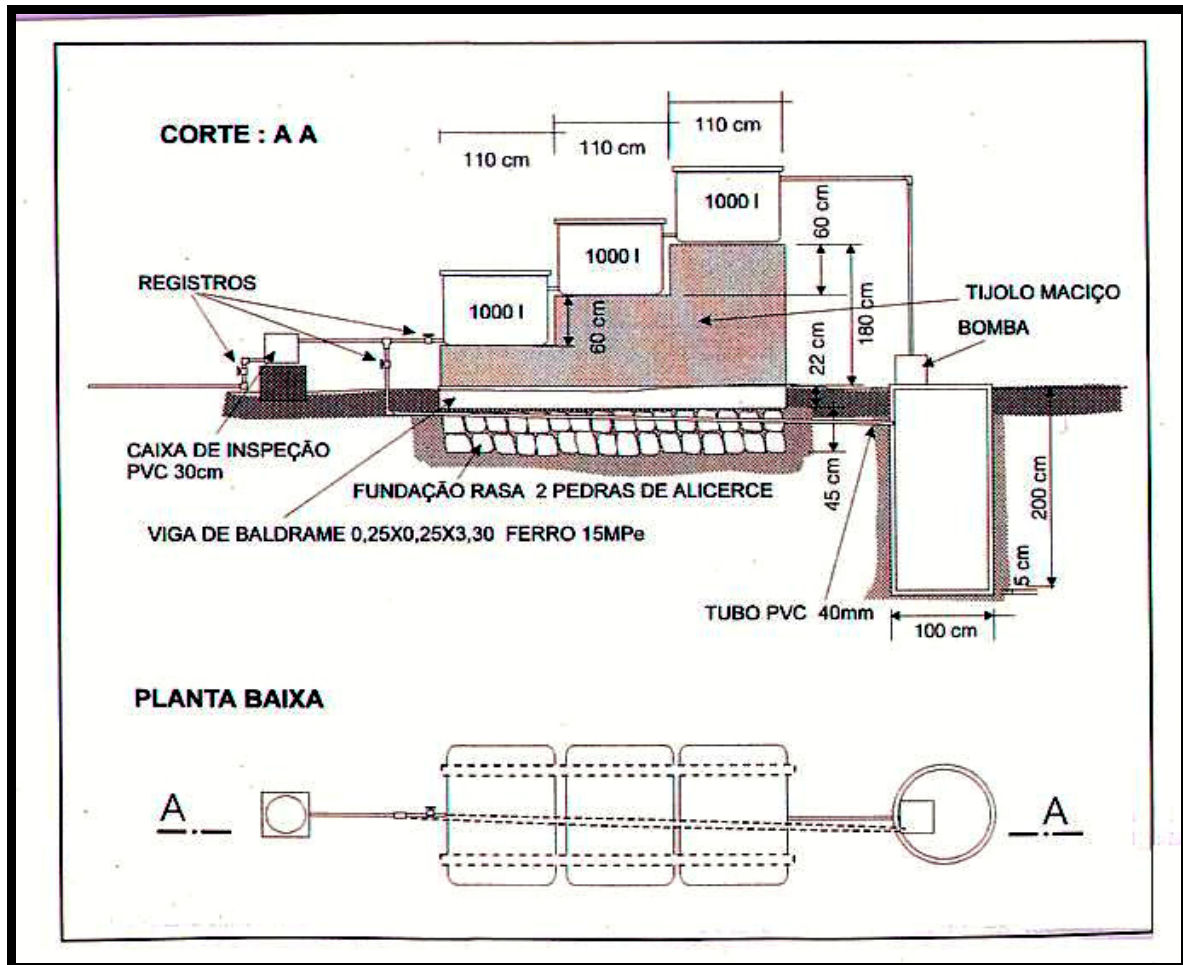 CORTE : A A
110 cm
110 cm
110 cm
1000 l
1000 l
1000 l
60 cm
60 cm
180 cm
22 cm
REGISTROS
TIJOLO MACIÇO
BOMBA
CAIXA DE INSPEÇÃO
PVC 30cm
FUNDAÇÃO RASA 2 PEDRAS DE ALICERCE
45 cm
200 cm
VIGA DE BALDRAME 0,25X0,25X3,30 FERRO 15MPe
5 cm
TUBO PVC 40mm
100 cm
PLANTA BAIXA
A
A